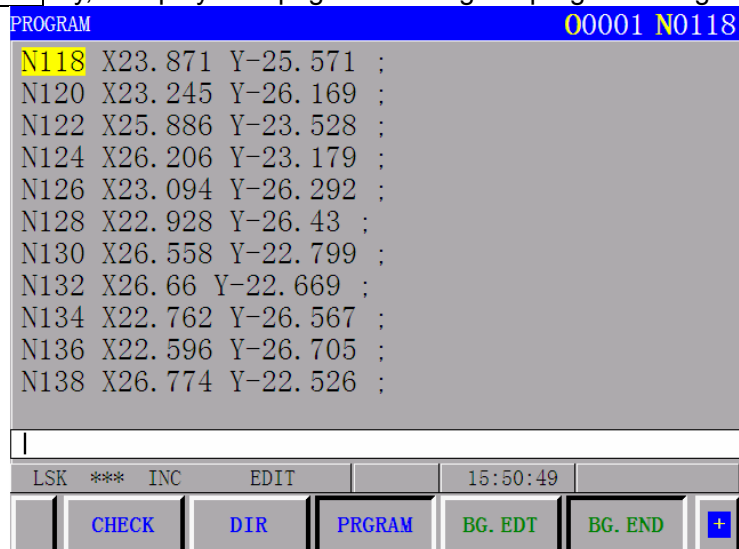 PROGRAM O0001 N0118
N118 X23.871 Y-25.571 ;
N120 X23.245 Y-26.169 ;
N122 X25.886 Y-23.528 ;
N124 X26.206 Y-23.179 ;
N126 X23.094 Y-26.292 ;
N128 X22.928 Y-26.43 ;
N130 X26.558 Y-22.799 ;
N132 X26.66 Y-22.669 ;
N134 X22.762 Y-26.567 ;
N136 X22.596 Y-26.705 ;
N138 X26.774 Y-22.526 ;
LSK *** INC EDIT 15:50:49
CHECK DIR PRGRAM BG. EDT BG. END +